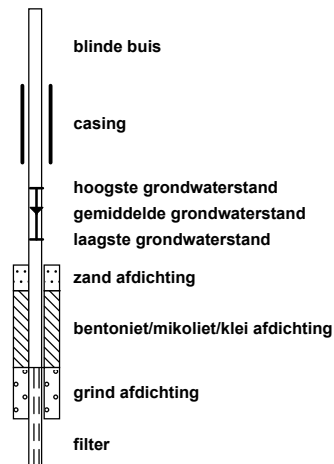 blinde buis
casing
hoogste grondwaterstand
gemiddelde grondwaterstand
laagste grondwaterstand
zand afdichting
bentoniet/mikoliet/klei afdichting
grind afdichting
filter